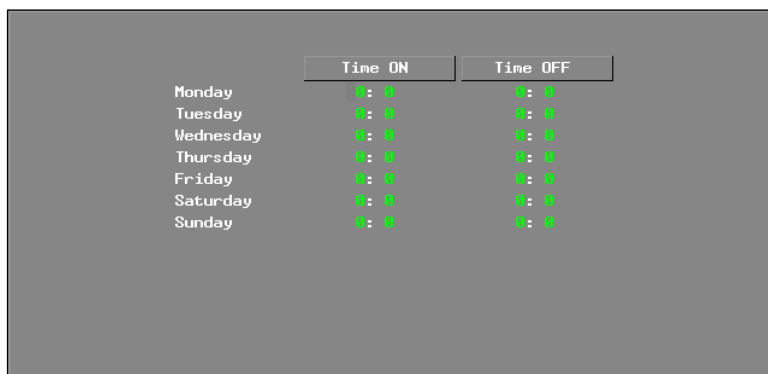 Time ON Time OFF
Monday 0: 0 0: 0
Tuesday 0: 0 0: 0
Wednesday 0: 0 0: 0
Thursday 0: 0 0: 0
Friday 0: 0 0: 0
Saturday 0: 0 0: 0
Sunday 0: 0 0: 0